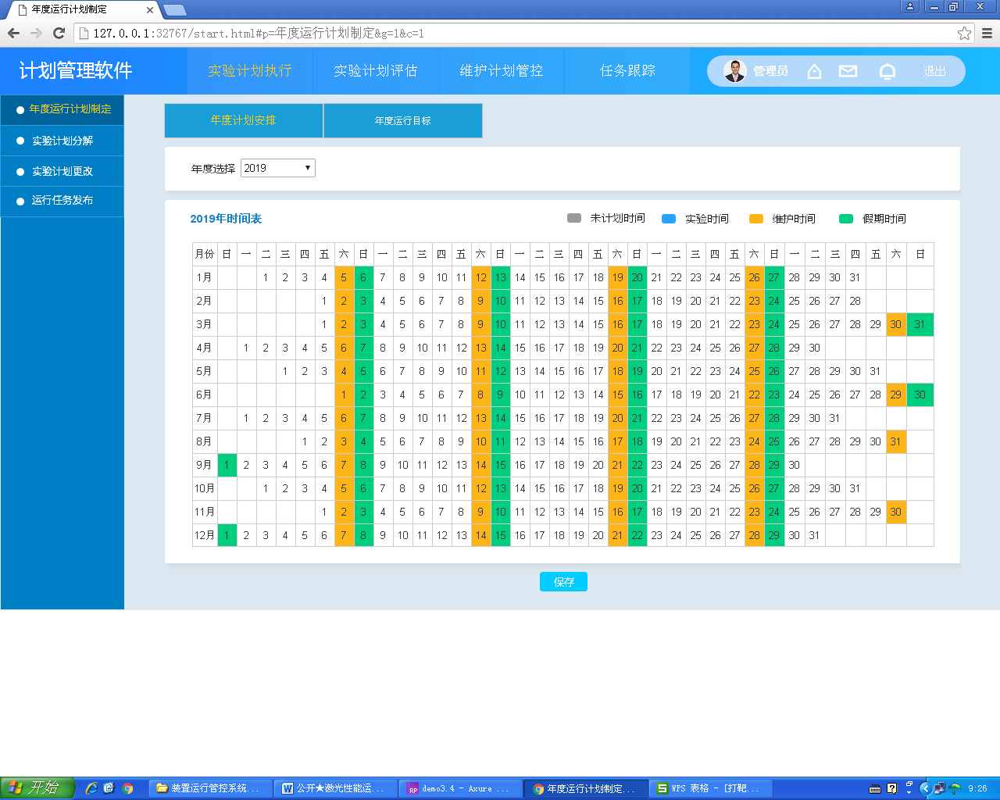 年度运行计划制定
127.0.0.1:32767/start.html#p=年度运行计划制定&g=1&c=1
计划管理软件 实验计划执行 实验计划评估 维护计划管控 任务跟踪 管理员 退出
年度运行计划制定
实验计划分解
实验计划更改
运行任务发布
年度计划安排 年度运行目标
年度选择 2019
2019年时间表 未计划时间 实验时间 维护时间 假期时间
月份 日 一 二 三 四 五 六 日 一 二 三 四 五 六 日 一 二 三 四 五 六 日 一 二 三 四 五 六 日 一 二 三 四 五 六 日
1月 1 2 3 4 5 6 7 8 9 10 11 12 13 14 15 16 17 18 19 20 21 22 23 24 25 26 27 28 29 30 31
2月 1 2 3 4 5 6 7 8 9 10 11 12 13 14 15 16 17 18 19 20 21 22 23 24 25 26 27 28
3月 1 2 3 4 5 6 7 8 9 10 11 12 13 14 15 16 17 18 19 20 21 22 23 24 25 26 27 28 29 30 31
4月 1 2 3 4 5 6 7 8 9 10 11 12 13 14 15 16 17 18 19 20 21 22 23 24 25 26 27 28 29 30
5月 1 2 3 4 5 6 7 8 9 10 11 12 13 14 15 16 17 18 19 20 21 22 23 24 25 26 27 28 29 30 31
6月 1 2 3 4 5 6 7 8 9 10 11 12 13 14 15 16 17 18 19 20 21 22 23 24 25 26 27 28 29 30
7月 1 2 3 4 5 6 7 8 9 10 11 12 13 14 15 16 17 18 19 20 21 22 23 24 25 26 27 28 29 30 31
8月 1 2 3 4 5 6 7 8 9 10 11 12 13 14 15 16 17 18 19 20 21 22 23 24 25 26 27 28 29 30 31
9月 1 2 3 4 5 6 7 8 9 10 11 12 13 14 15 16 17 18 19 20 21 22 23 24 25 26 27 28 29 30
10月 1 2 3 4 5 6 7 8 9 10 11 12 13 14 15 16 17 18 19 20 21 22 23 24 25 26 27 28 29 30 31
11月 1 2 3 4 5 6 7 8 9 10 11 12 13 14 15 16 17 18 19 20 21 22 23 24 25 26 27 28 29 30
12月 1 2 3 4 5 6 7 8 9 10 11 12 13 14 15 16 17 18 19 20 21 22 23 24 25 26 27 28 29 30 31
保存
开始 装置运行管控系统... 公开★激光性能运... demo3.4 - Axure ... 年度运行计划制定... WPS 表格 - [打靶... 9:26